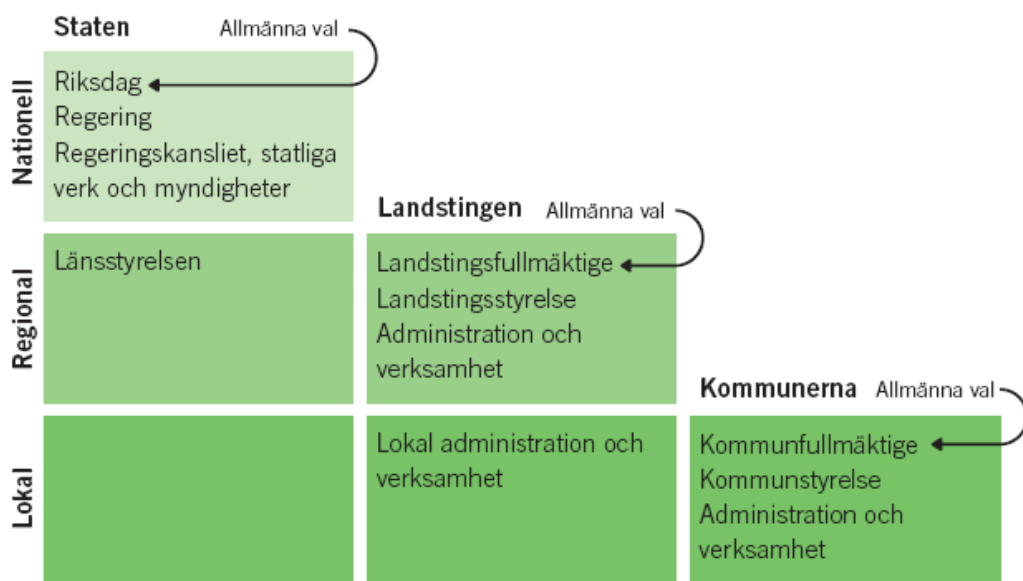 Staten
Allmänna val
Nationell
Riksdag
Regering
Regeringskansliet, statliga
verk och myndigheter
Landstingen
Allmänna val
Regional
Länsstyrelsen
Landstingsfullmäktige
Landstingsstyrelse
Administration och
verksamhet
Kommunerna
Allmänna val
Lokal
Lokal administration och
verksamhet
Kommunfullmäktige
Kommunstyrelse
Administration och
verksamhet